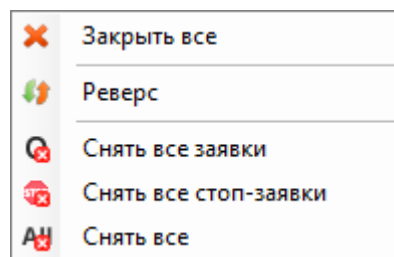 Закрыть все
Реверс
Снять все заявки
Снять все стоп-заявки
Снять все